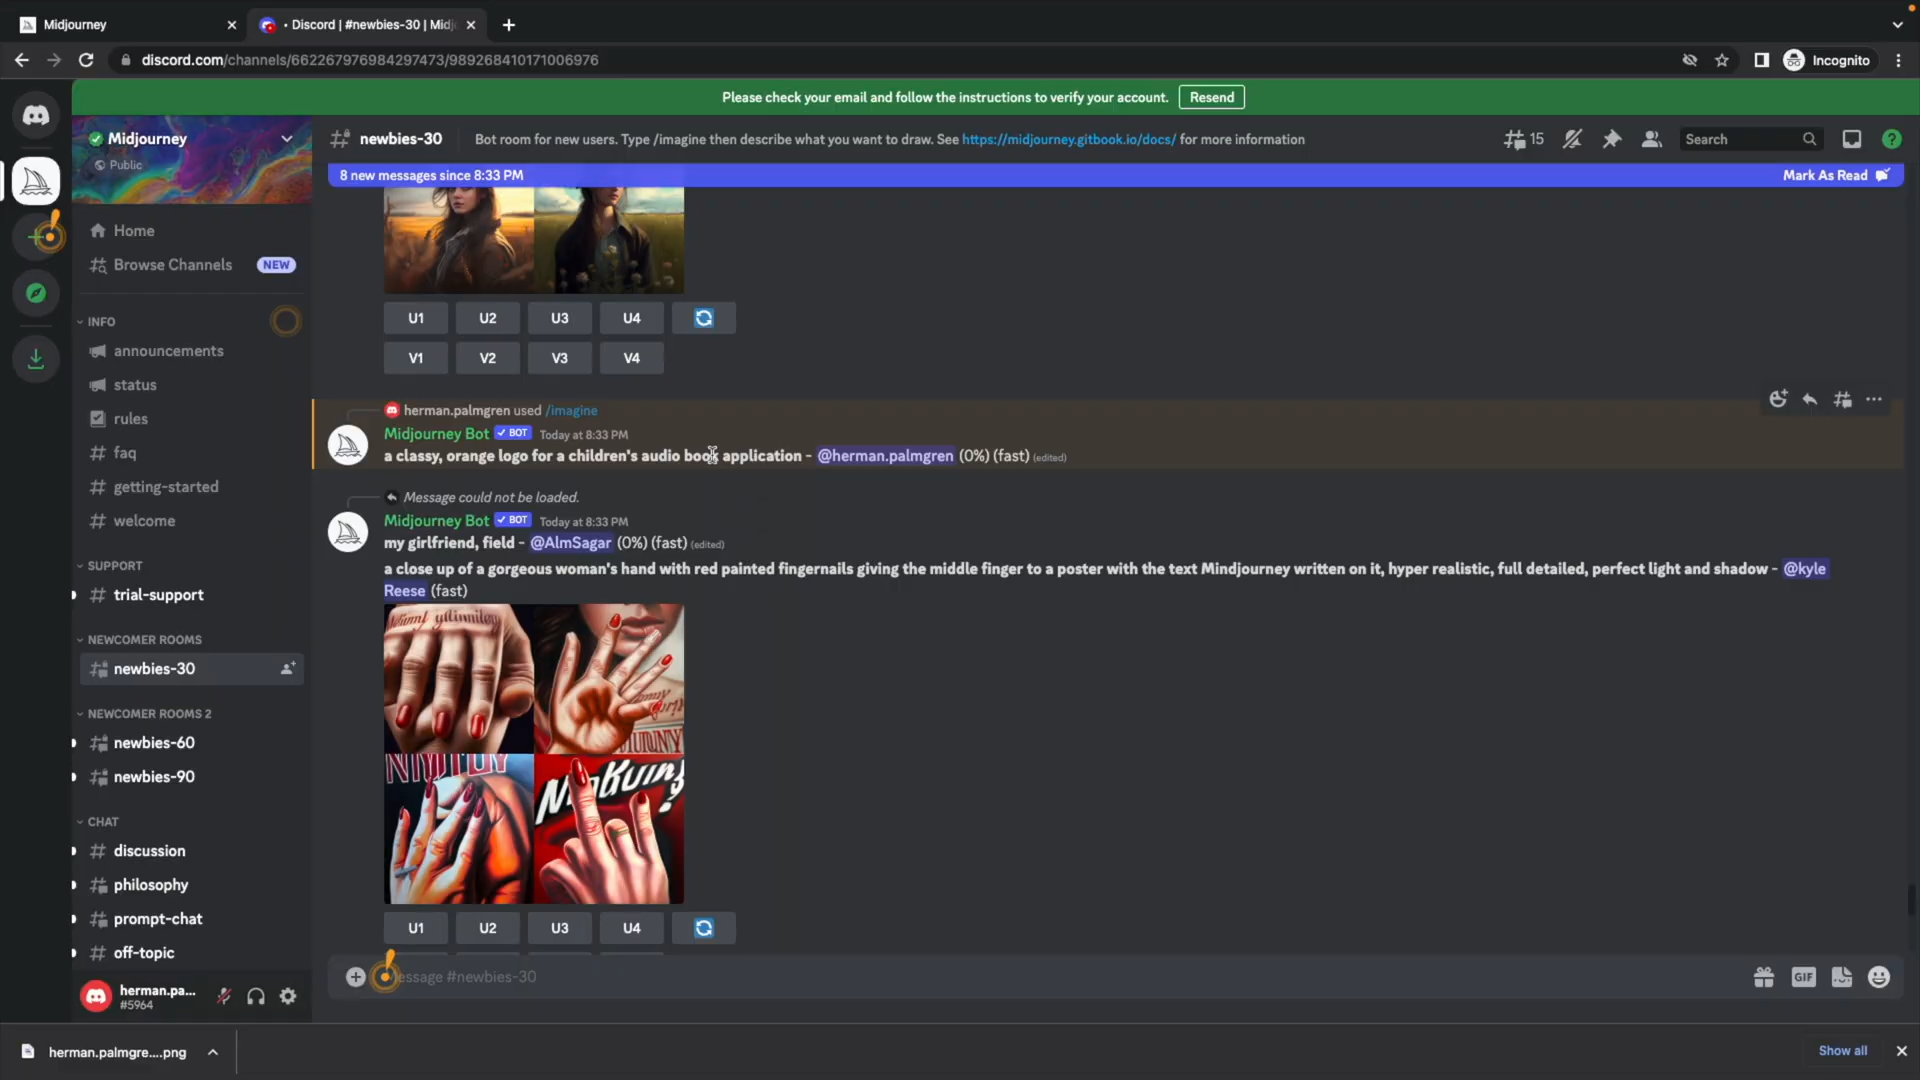 Midjourney
• Discord | #newbies-30 | Midj
discord.com/channels/662267976984297473/989268410171006976
Incognito
Please check your email and follow the instructions to verify your account.
Resend
Midjourney
Public
newbies-30
Bot room for new users. Type /imagine then describe what you want to draw. See https://midjourney.gitbook.io/docs/ for more information
15
Search
8 new messages since 8:33 PM
Mark As Read
Home
Browse Channels
NEW
INFO
announcements
status
rules
faq
getting-started
welcome
SUPPORT
trial-support
NEWCOMER ROOMS
newbies-30
NEWCOMER ROOMS 2
newbies-60
newbies-90
CHAT
discussion
philosophy
prompt-chat
off-topic
herman.pa...
#5964
U1 U2 U3 U4
V1 V2 V3 V4
herman.palmgren used /imagine
Midjourney Bot BOT Today at 8:33 PM
a classy, orange logo for a children's audio book application - @herman.palmgren (0%) (fast) (edited)
Message could not be loaded.
Midjourney Bot BOT Today at 8:33 PM
my girlfriend, field - @AlmSagar (0%) (fast) (edited)
a close up of a gorgeous woman's hand with red painted fingernails giving the middle finger to a poster with the text Mindjourney written on it, hyper realistic, full detailed, perfect light and shadow - @kyle
Reese (fast)
U1 U2 U3 U4
Message #newbies-30
GIF
herman.palmgre....png
Show all